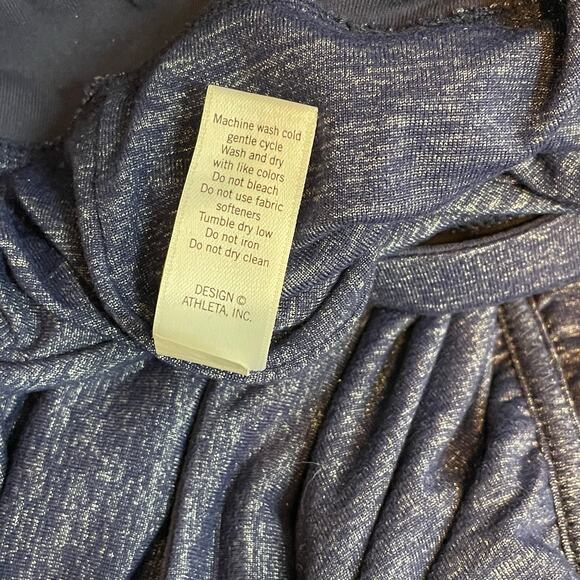 Machine wash cold
gentle cycle
Wash and dry
with like colors
Do not bleach
Do not use fabric
softeners
Tumble dry low
Do not iron
Do not dry clean
DESIGN ©
ATHLETA, INC.